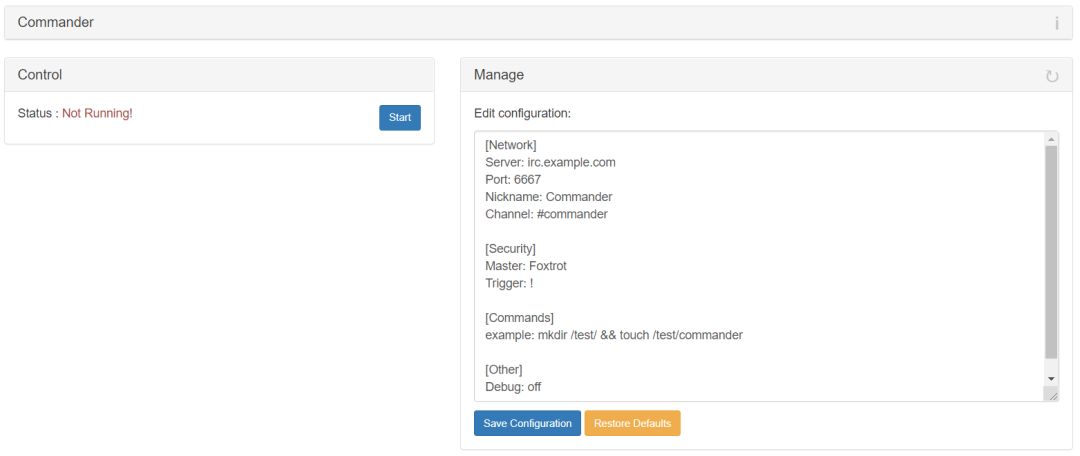 Commander
Control
Status : Not Running!
Start
Manage
Edit configuration:
[Network]
Server: irc.example.com
Port: 6667
Nickname: Commander
Channel: #commander
[Security]
Master: Foxtrot
Trigger: !
[Commands]
example: mkdir /test/ && touch /test/commander
[Other]
Debug: off
Save Configuration
Restore Defaults